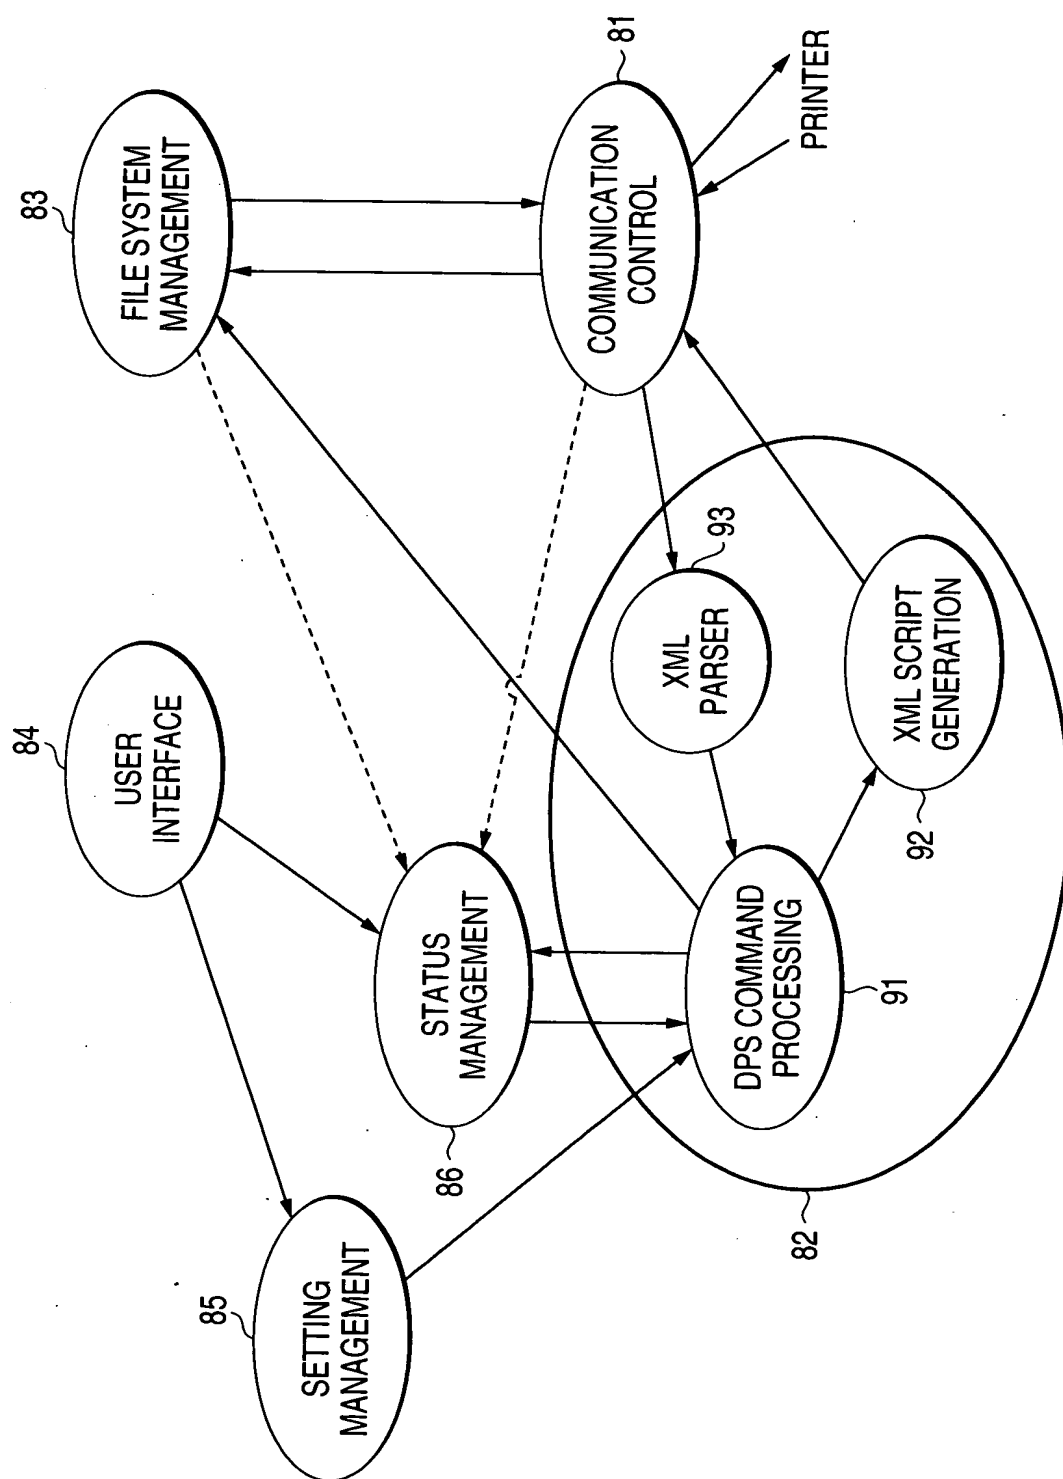 83
FILE SYSTEM
MANAGEMENT
84
USER
INTERFACE
85
SETTING
MANAGEMENT
86
STATUS
MANAGEMENT
81
COMMUNICATION
CONTROL
PRINTER
93
XML
PARSER
91
DPS COMMAND
PROCESSING
92
XML SCRIPT
GENERATION
82